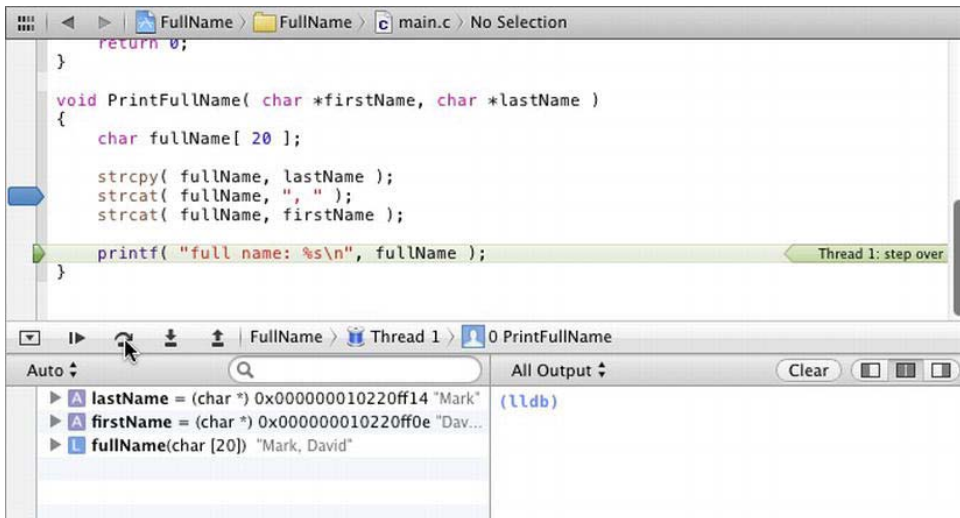 FullName FullName main.c No Selection
return 0;
}
void PrintFullName( char *firstName, char *lastName )
{
char fullName[ 20 ];
strcpy( fullName, lastName );
strcat( fullName, ", " );
strcat( fullName, firstName );
printf( "full name: %s\n", fullName );
Thread 1: step over
}
FullName Thread 1 0 PrintFullName
Auto
All Output
Clear
A lastName = (char *) 0x000000010220ff14 "Mark"
A firstName = (char *) 0x000000010220ff0e "Dav...
L fullName(char [20]) "Mark, David"
(lldb)